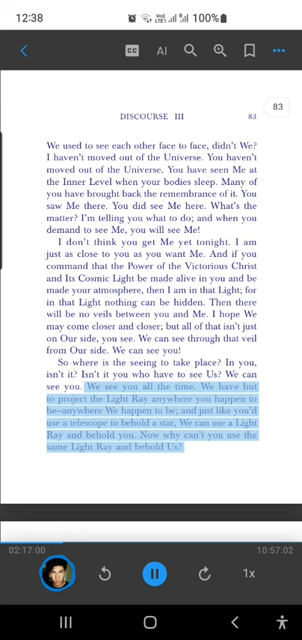 12:38
100%
CC
AI
83
DISCOURSE III 83
We used to see each other face to face, didn't We?
I haven't moved out of the Universe. You haven't
moved out of the Universe. You have seen Me at
the Inner Level when your bodies sleep. Many of
you have brought back the remembrance of it. You
saw Me there. You did see Me here. What's the
matter? I'm telling you what to do; and when you
demand to see Me, you will see Me!
I don't think you get Me yet tonight. I am
just as close to you as you want Me. And if you
command that the Power of the Victorious Christ
and Its Cosmic Light be made alive in you and be
made your atmosphere, then I am in that Light; for
in that Light nothing can be hidden. Then there
will be no veils between you and Me. I hope We
may come closer and closer; but all of that isn't just
on Our side, you see. We can see through that veil
from Our side. We can see you!
So where is the seeing to take place? In you,
isn't it? Isn't it you who have to see Us? We can
see you. We see you all the time. We have but
to project the Light Ray anywhere you happen to
be—anywhere We happen to be; and just like you'd
use a telescope to behold a star, We can use a Light
Ray and behold you. Now why can't you use the
same Light Ray and behold Us?
02:17:00 10:57:02
1x